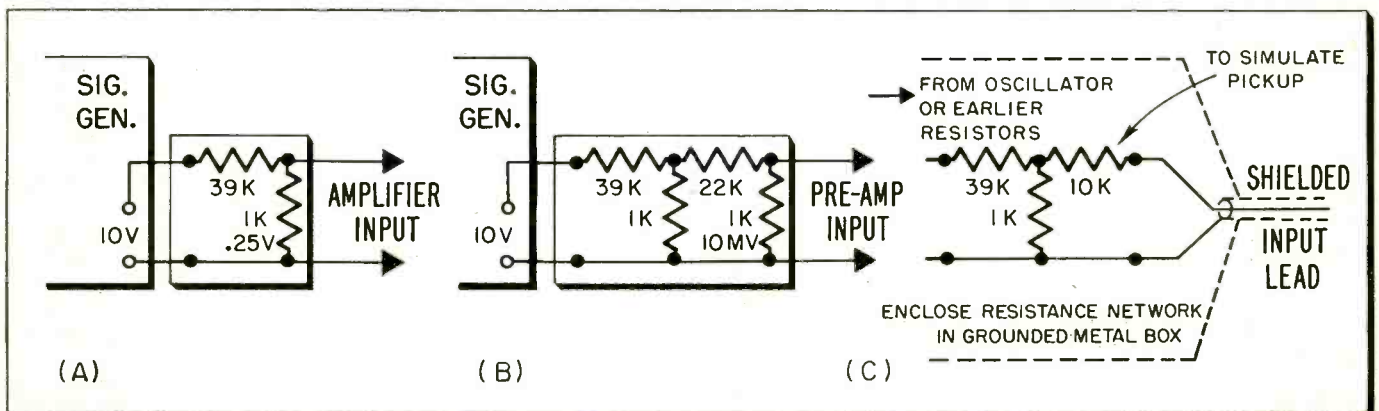 SIG.
GEN.
10V
39K
1K
.25V
AMPLIFIER
INPUT
(A)
SIG.
GEN.
10V
39K
22K
1K
1K
10MV
PRE-AMP
INPUT
(B)
FROM OSCILLATOR
OR EARLIER
RESISTORS
TO SIMULATE
PICKUP
39K
10K
1K
SHIELDED
INPUT
LEAD
ENCLOSE RESISTANCE NETWORK
IN GROUNDED METAL BOX
(C)